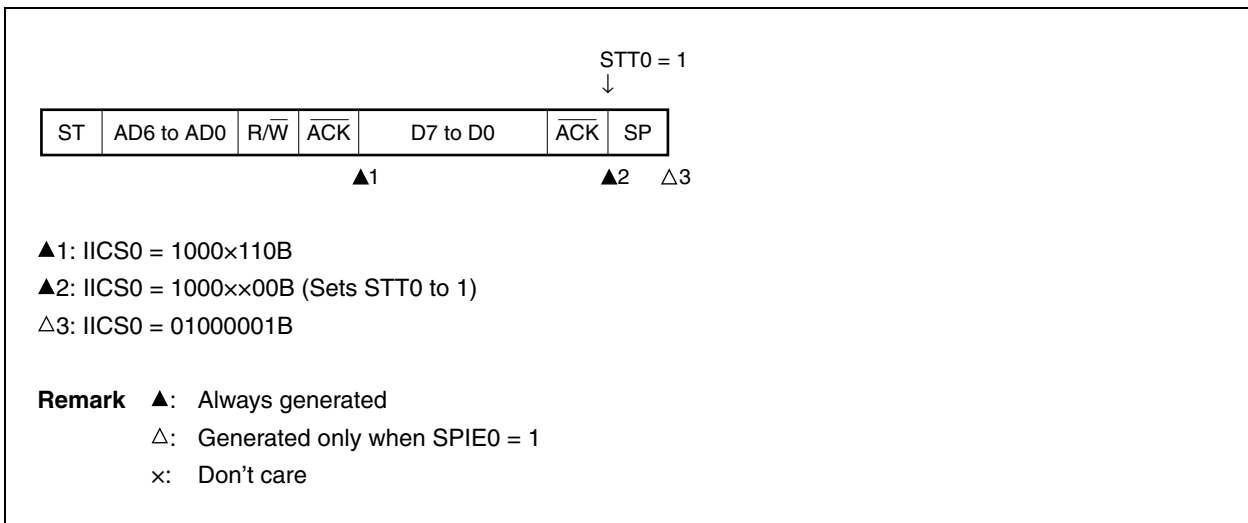 STT0 = 1
↓
ST AD6 to AD0 R/W̅ A̅C̅K̅ D7 to D0 A̅C̅K̅ SP
▲1 ▲2 △3
▲1: IICS0 = 1000×110B
▲2: IICS0 = 1000××00B (Sets STT0 to 1)
△3: IICS0 = 01000001B
Remark ▲: Always generated
△: Generated only when SPIE0 = 1
×: Don't care